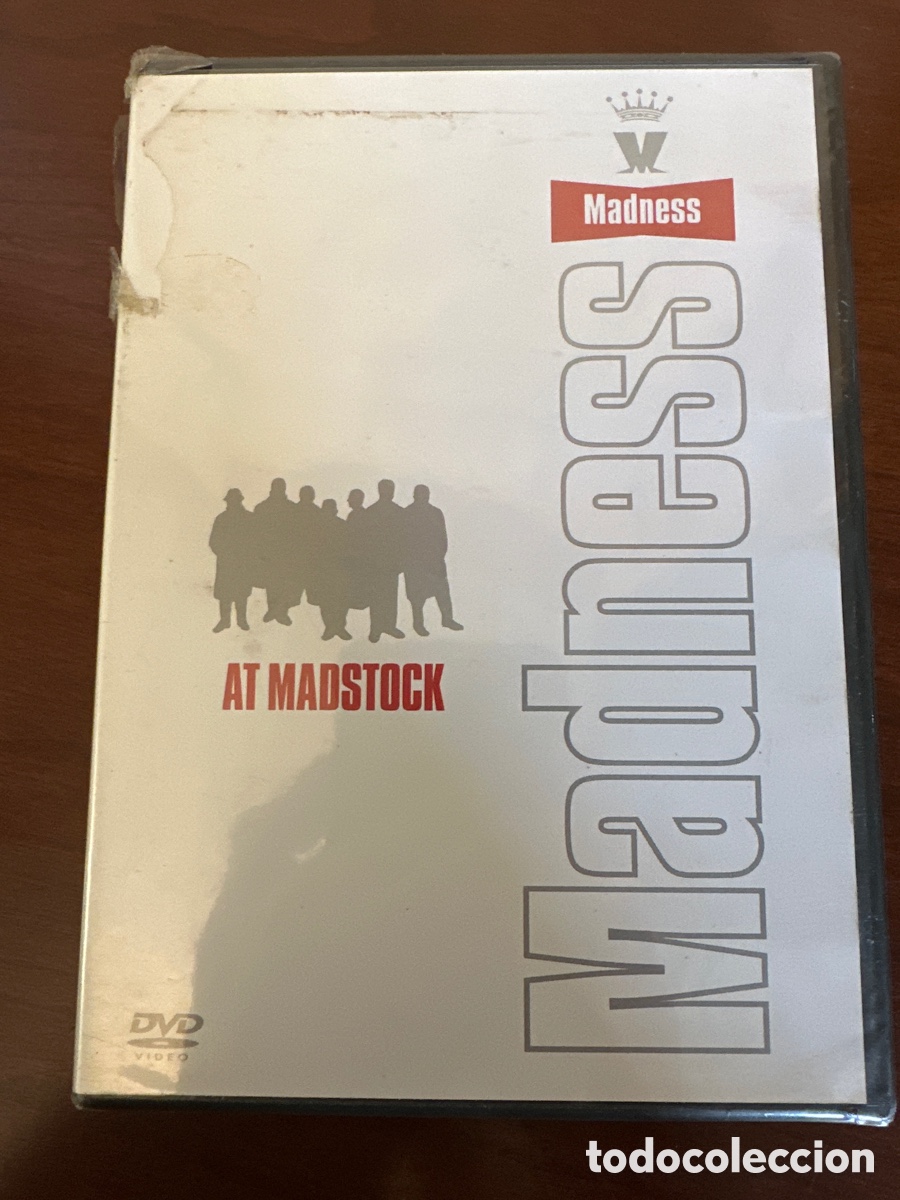 M
Madness
Madness
AT MADSTOCK
DVD
VIDEO
todocoleccion